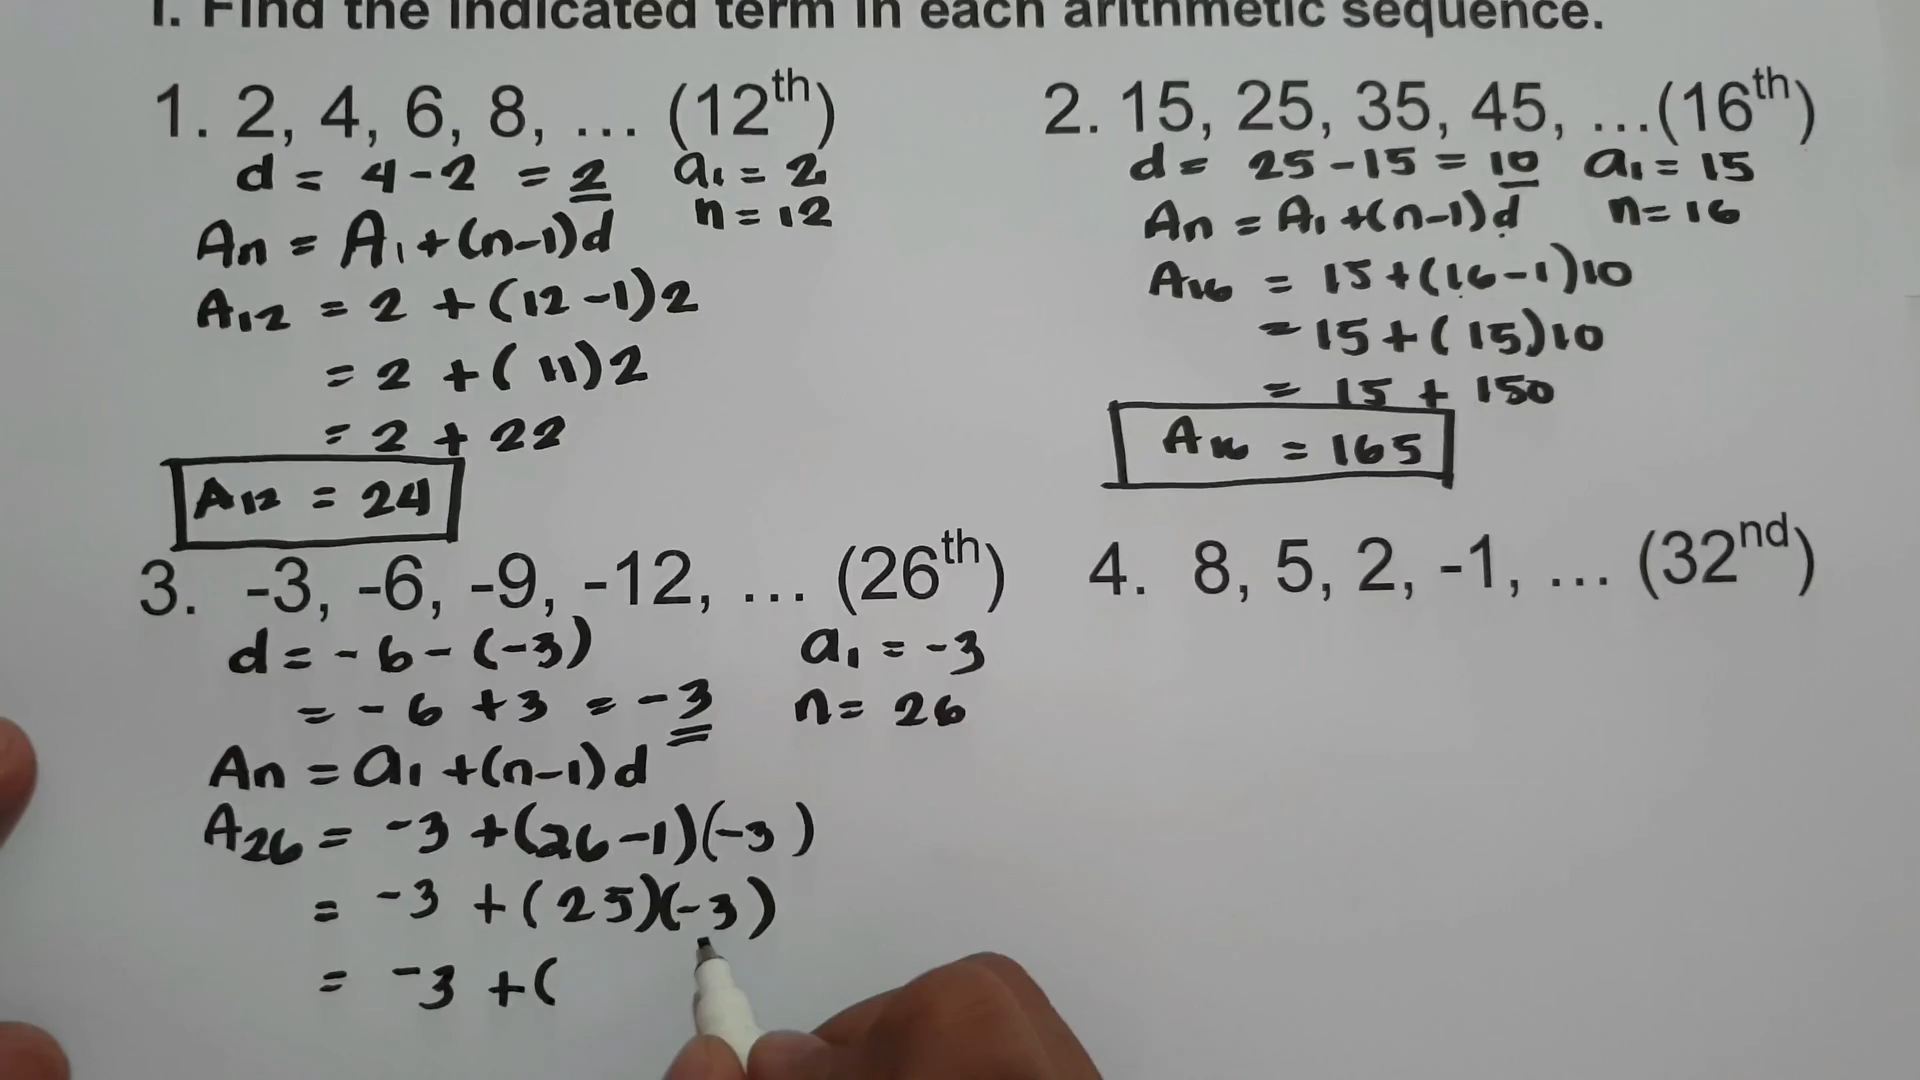 I. Find the indicated term in each arithmetic sequence.
1. 2, 4, 6, 8, ... (12th)
d = 4-2 = 2 a1 = 2
n = 12
An = A1 + (n-1)d
A12 = 2 + (12-1)2
= 2 + (11)2
= 2 + 22
A12 = 24
2. 15, 25, 35, 45, ...(16th)
d = 25-15 = 10 a1 = 15
An = A1 + (n-1)d n = 16
A16 = 15+(16-1)10
= 15+(15)10
= 15 + 150
A16 = 165
3. -3, -6, -9, -12, ... (26th)
d = -6-(-3) a1 = -3
= -6 +3 = -3 n = 26
An = a1 +(n-1)d
A26 = -3 +(26-1)(-3)
= -3 +(25)(-3)
= -3 +(
4. 8, 5, 2, -1, ... (32nd)